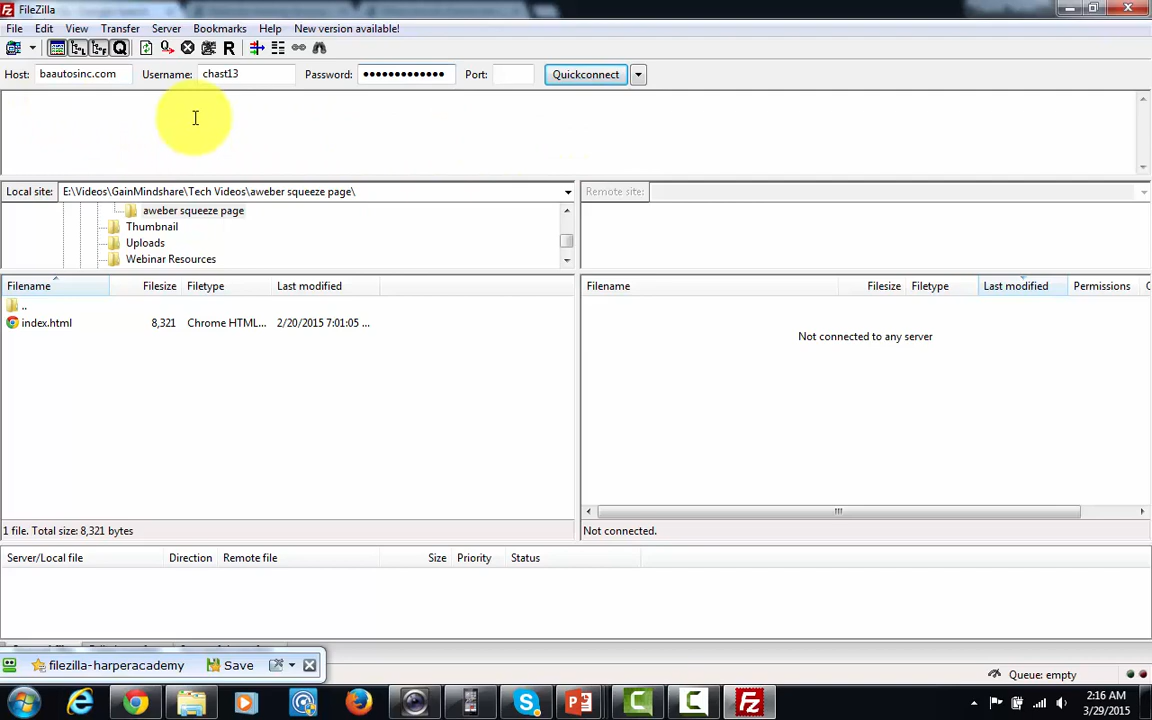 FileZilla
File Edit View Transfer Server Bookmarks Help New version available!
Host: baautosinc.com Username: chast13 Password: ●●●●●●●●●●●●● Port: Quickconnect
Local site: E:\Videos\GainMindshare\Tech Videos\aweber squeeze page\ Remote site:
aweber squeeze page
Thumbnail
Uploads
Webinar Resources
Filename Filesize Filetype Last modified Filename Filesize Filetype Last modified Permissions
..
index.html 8,321 Chrome HTML... 2/20/2015 7:01:05 ...
Not connected to any server
1 file. Total size: 8,321 bytes Not connected.
Server/Local file Direction Remote file Size Priority Status
filezilla-harperacademy Save
Queue: empty
2:16 AM
3/29/2015